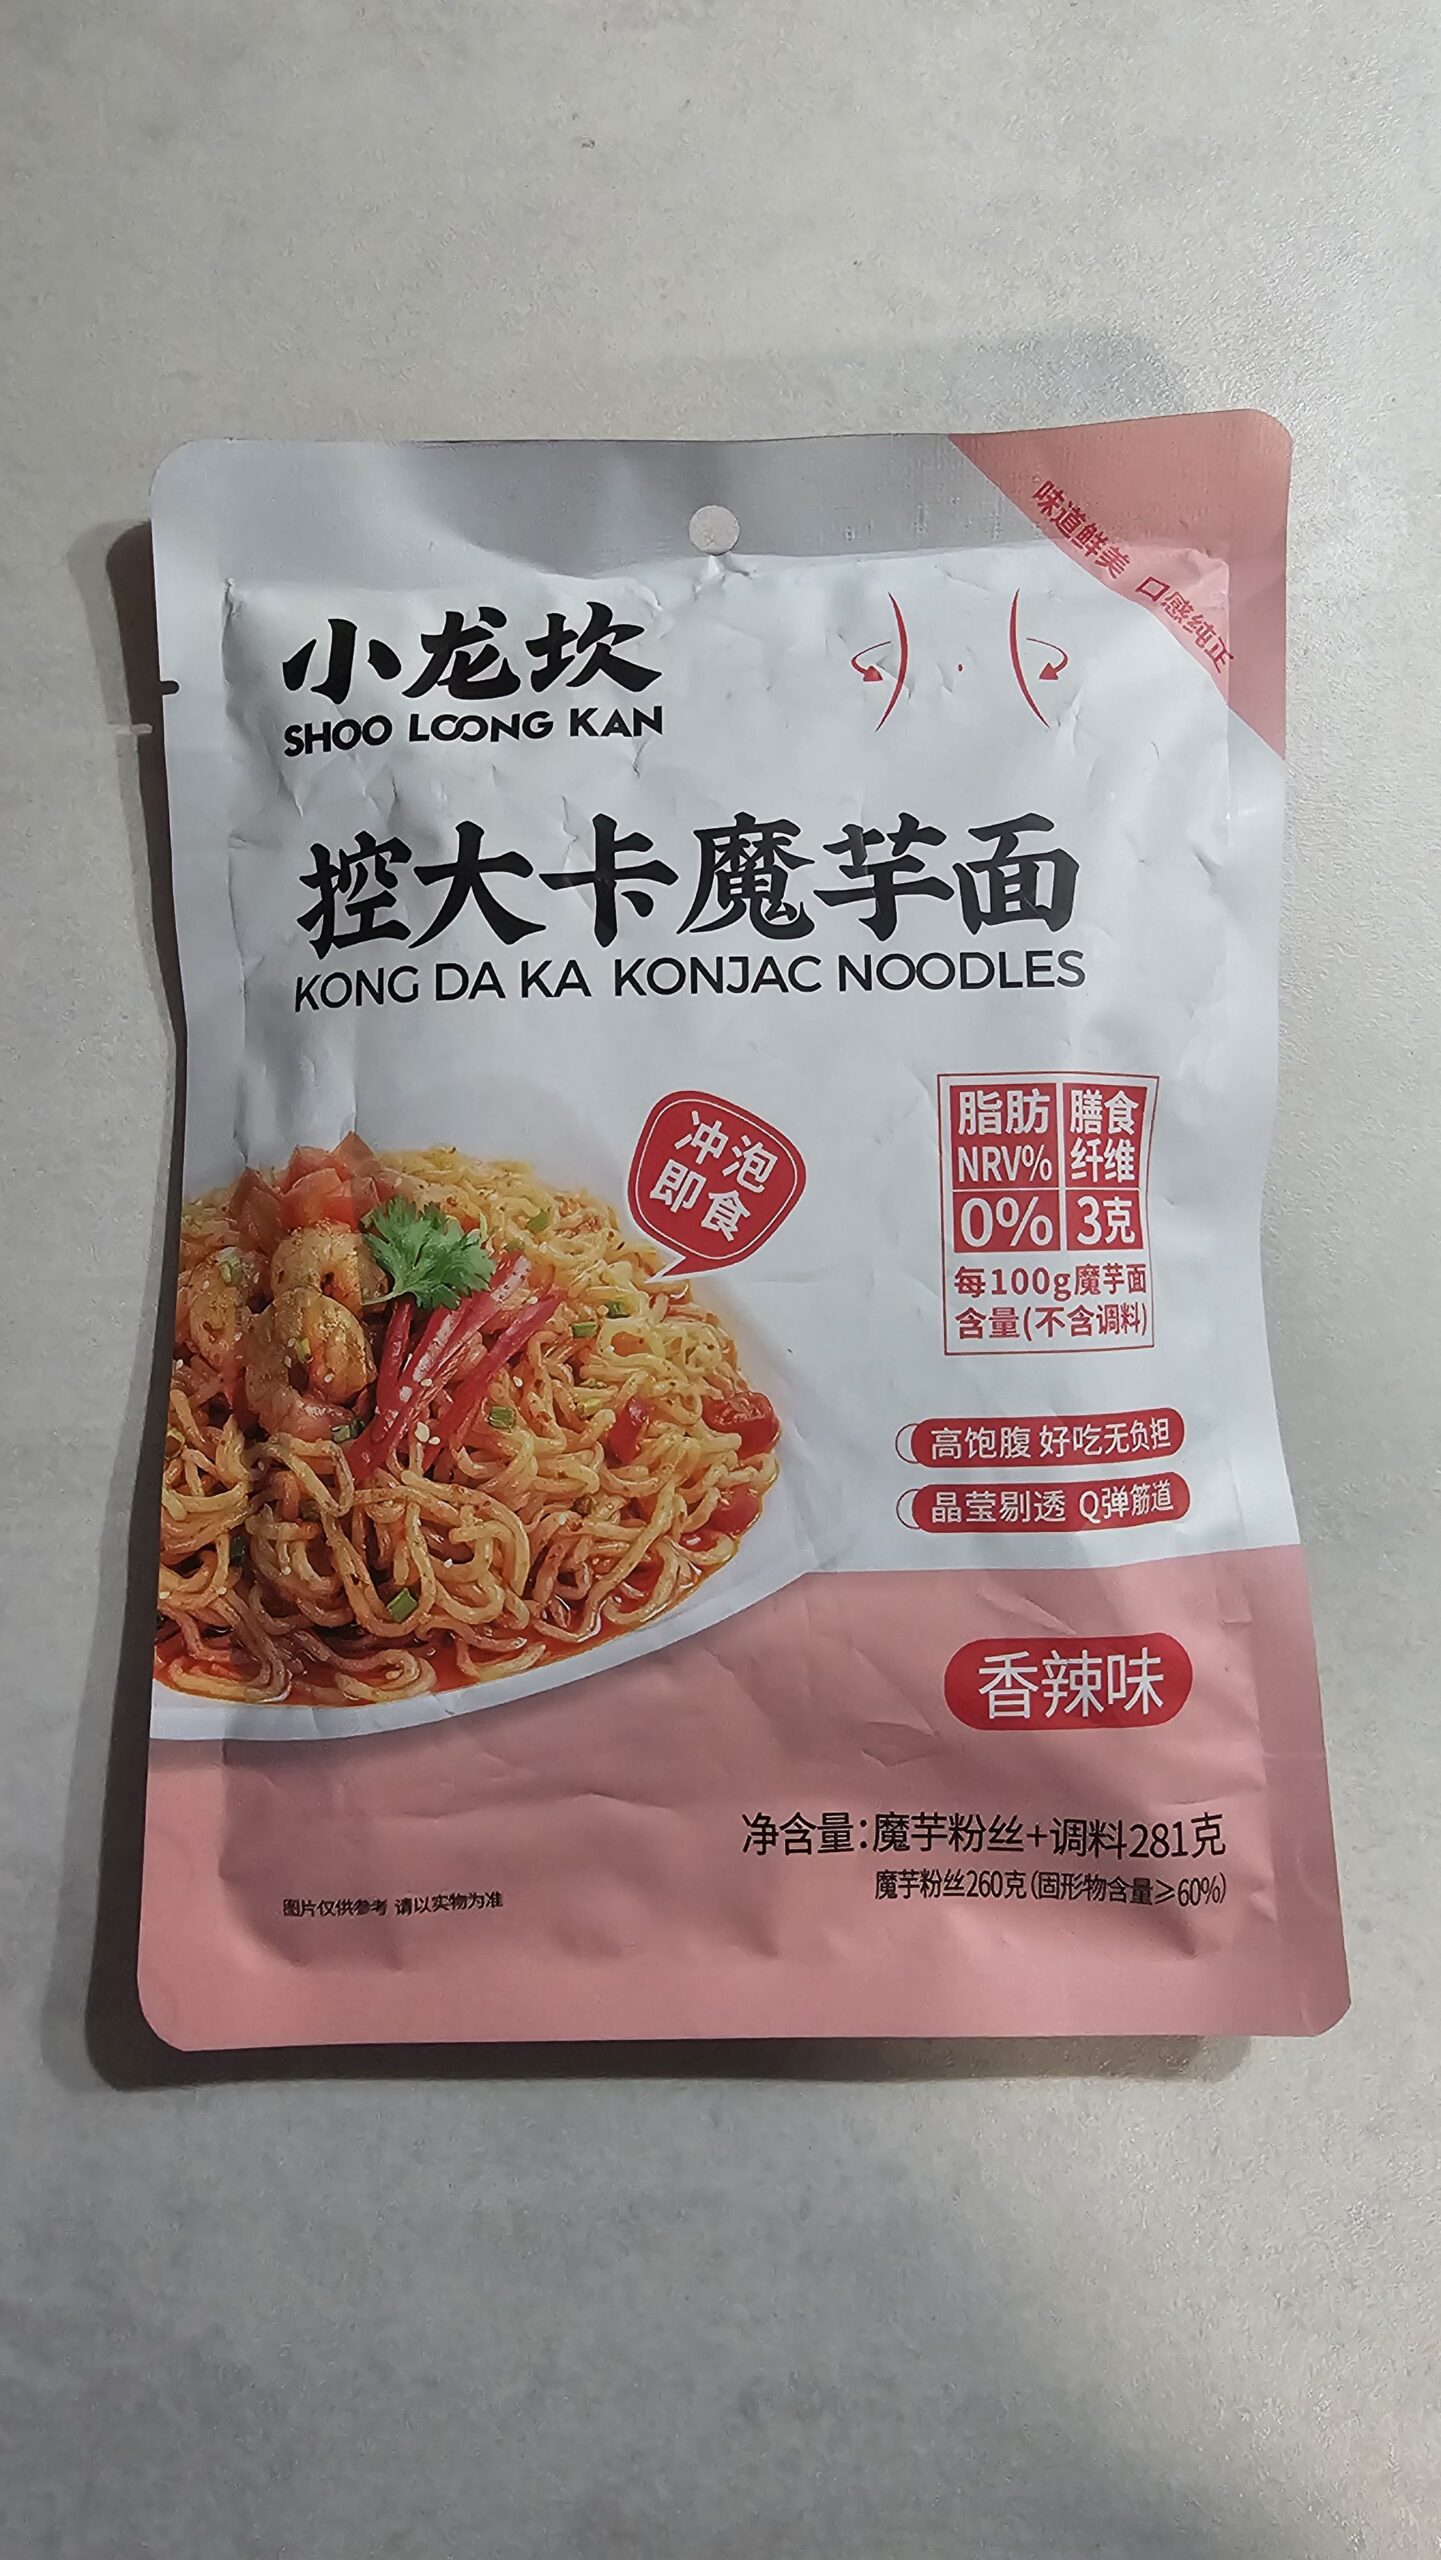 味道鲜美 口感纯正
小龙坎
SHOO LOONG KAN
控大卡魔芋面
KONG DA KA KONJAC NOODLES
冲泡
即食
脂肪
NRV%
0%
膳食
纤维
3克
每100g魔芋面
含量(不含调料)
高饱腹 好吃无负担
晶莹剔透 Q弹筋道
香辣味
净含量:魔芋粉丝+调料281克
魔芋粉丝260克(固形物含量≥60%)
图片仅供参考 请以实物为准